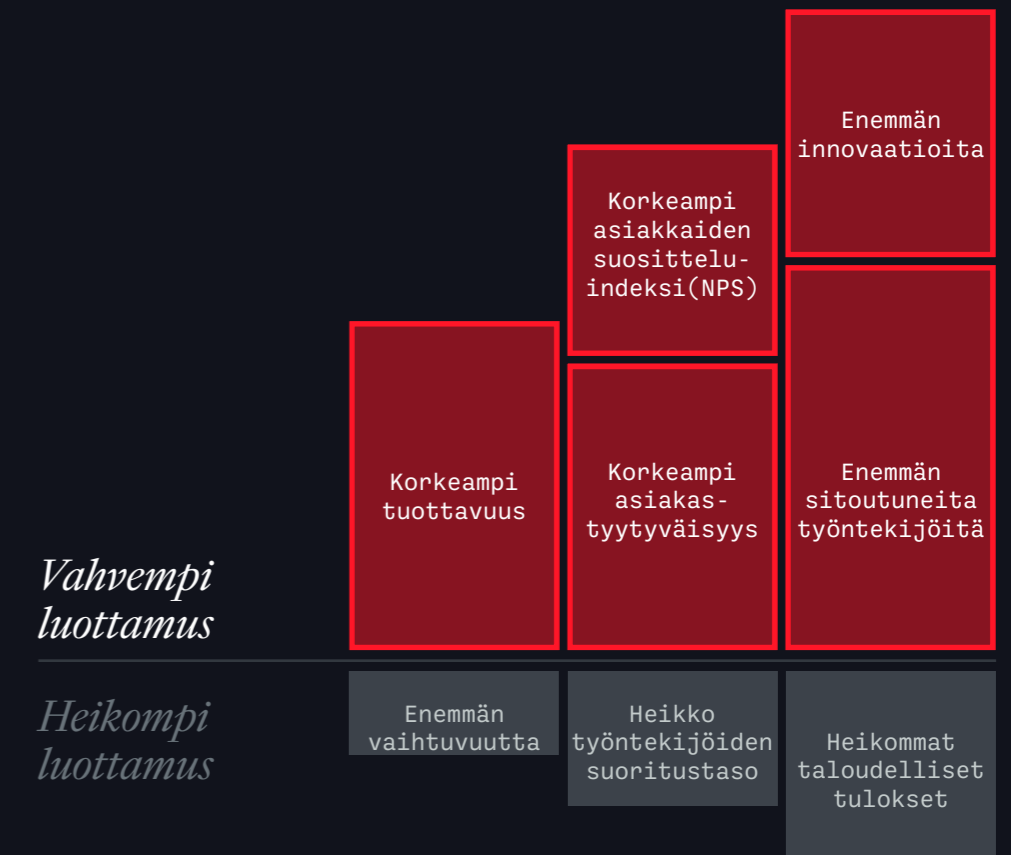 Enemmän
innovaatioita
Korkeampi
asiakkaiden
suosittelu-
indeksi(NPS)
Korkeampi
tuottavuus
Korkeampi
asiakas-
tyytyväisyys
Enemmän
sitoutuneita
työntekijöitä
Vahvempi
luottamus
Heikompi
luottamus
Enemmän
vaihtuvuutta
Heikko
työntekijöiden
suoritustaso
Heikommat
taloudelliset
tulokset